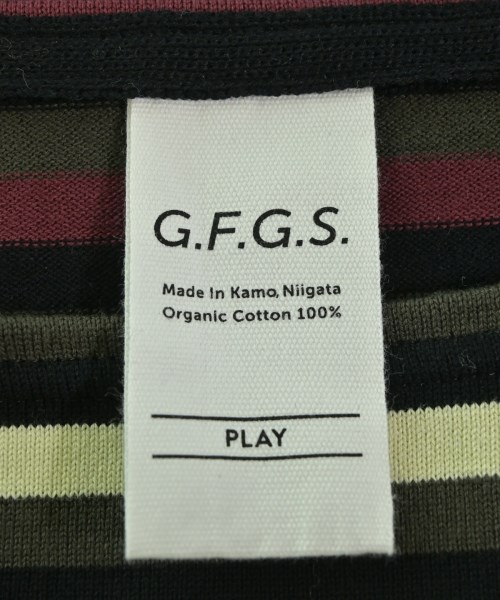 G.F.G.S.
Made In Kamo, Niigata
Organic Cotton 100%
PLAY